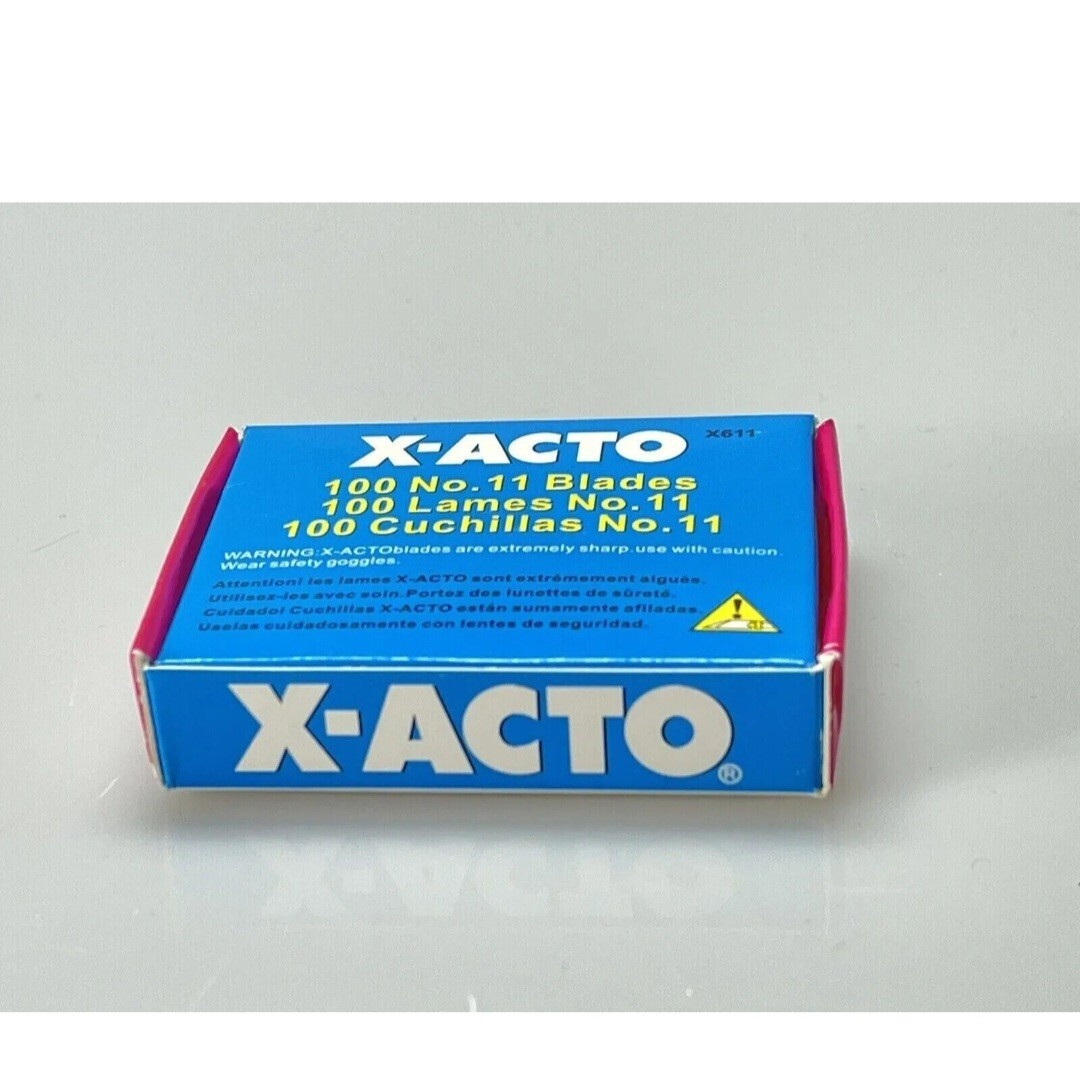 X-ACTO X611
100 No.11 Blades
100 Lames No.11
100 Cuchillas No.11
WARNING:X-ACTOblades are extremely sharp.use with caution.
Wear safety goggles.
Attention! les lames X-ACTO sont extrêmement aiguës.
Utilisez-les avec soin.Portez des lunettes de sûreté.
Cuidado! Cuchillas X-ACTO están sumamente afiladas.
Uselas cuidadosamente con lentes de seguridad.
X-ACTO®